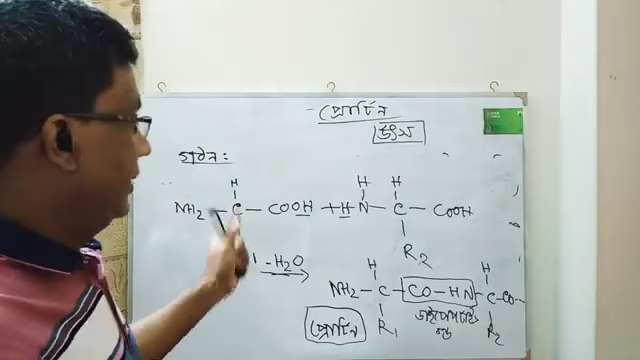 প্রোটিন
উৎস
গঠন:
H H H
NH₂ C — COOH + H N — C — COOH
R₂
-H₂O
H H
NH₂ — C — CO — HN — C — CO —
R₁ R₂
প্রোটিন